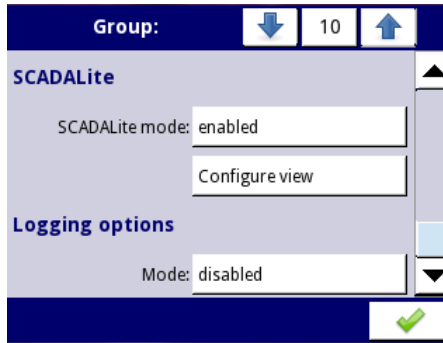 Group: 10
SCADALite
SCADALite mode: enabled
Configure view
Logging options
Mode: disabled